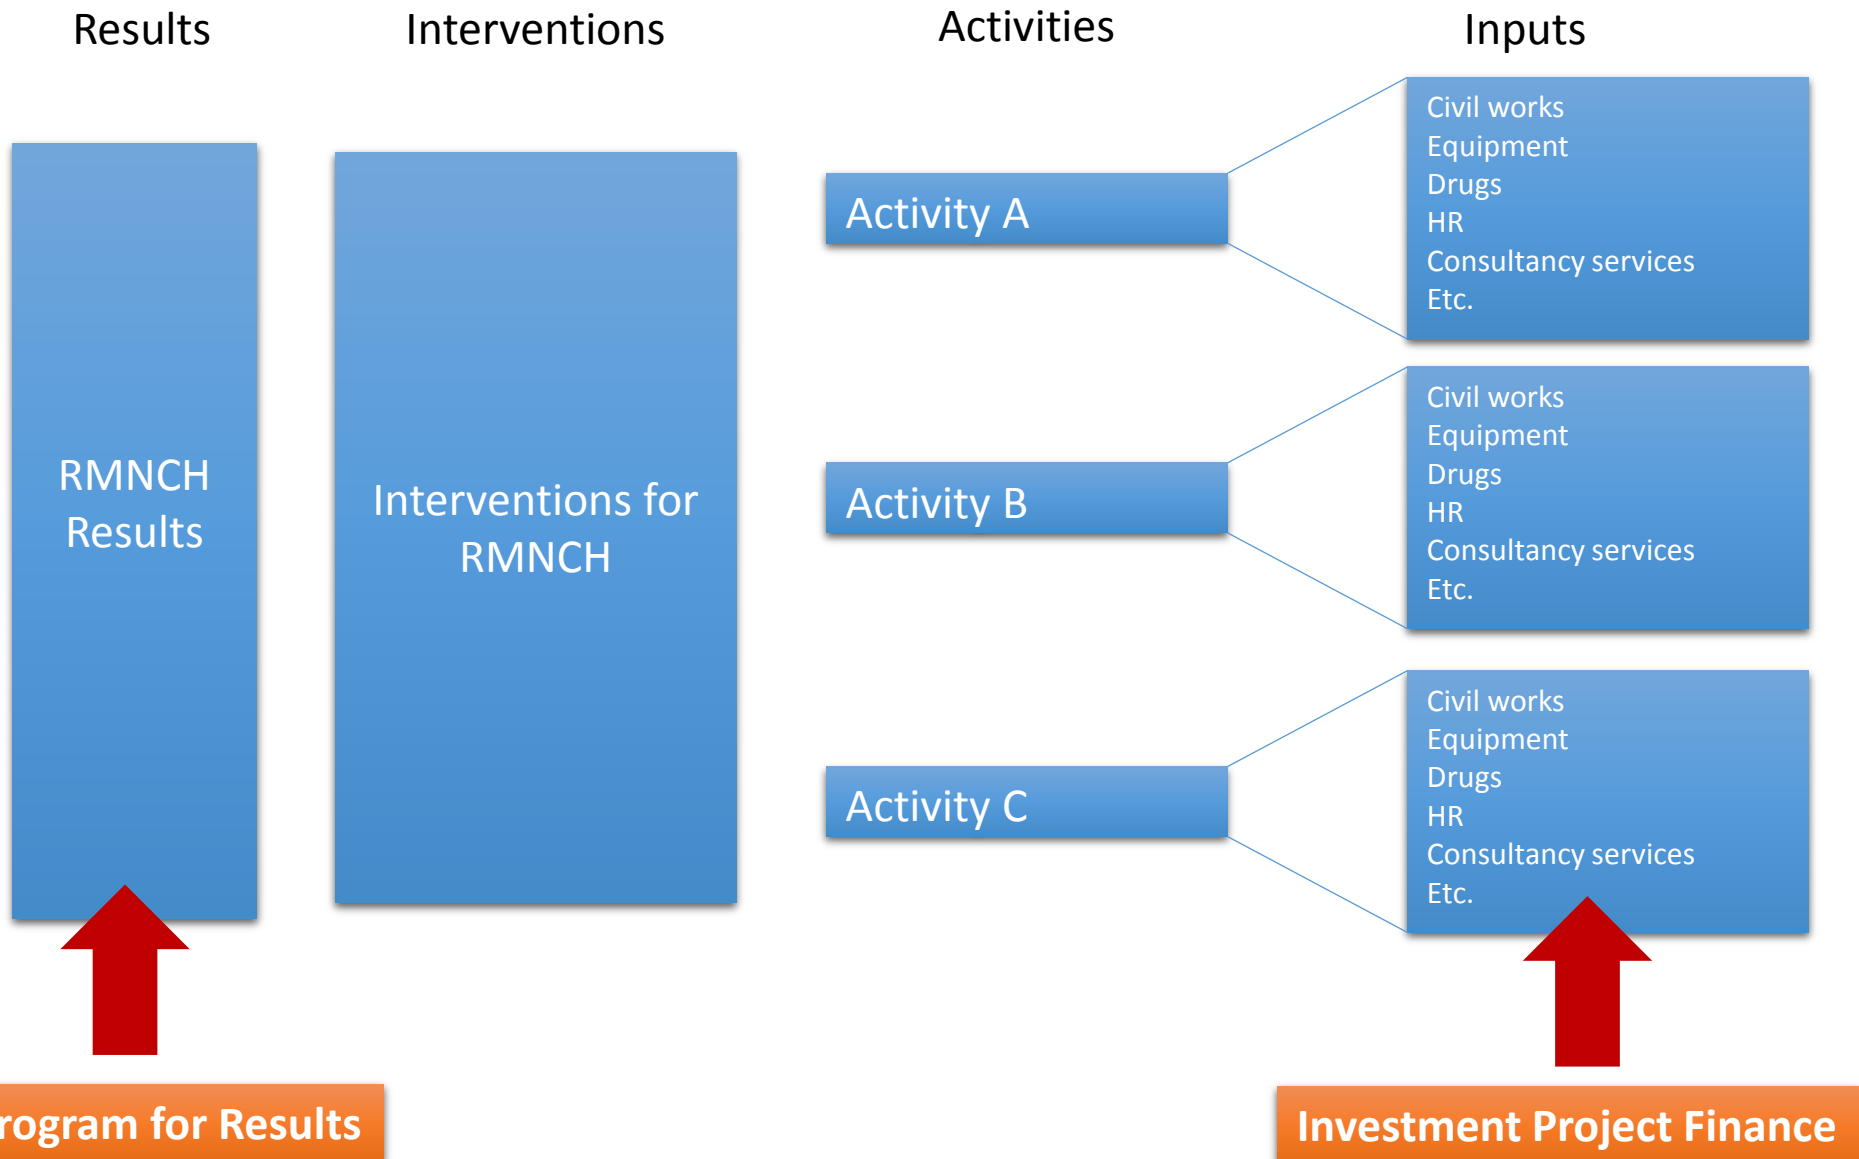 Results
Interventions
Activities
Inputs
RMNCH
Results
Interventions for
RMNCH
Activity A
Civil works
Equipment
Drugs
HR
Consultancy services
Etc.
Activity B
Civil works
Equipment
Drugs
HR
Consultancy services
Etc.
Activity C
Civil works
Equipment
Drugs
HR
Consultancy services
Etc.
rogram for Results
Investment Project Finance